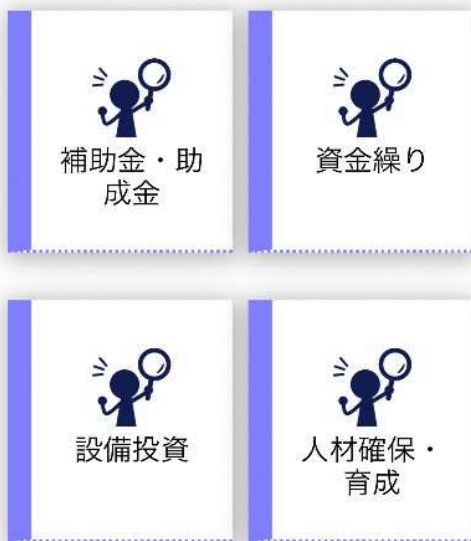 補助金・助
成金
資金繰り
設備投資
人材確保・
育成